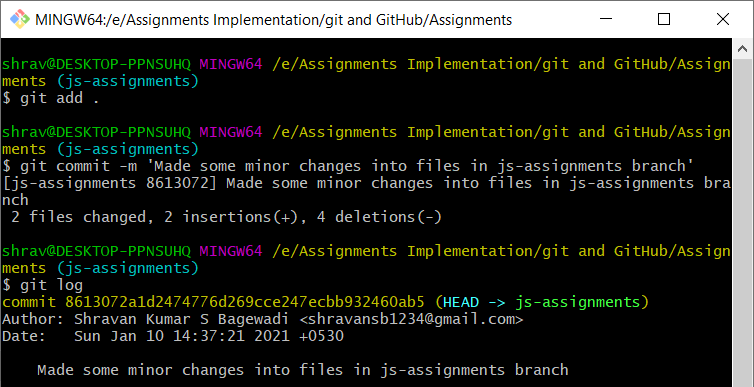 MINGW64:/e/Assignments Implementation/git and GitHub/Assignments
shrav@DESKTOP-PPNSUHQ MINGW64 /e/Assignments Implementation/git and GitHub/Assign
ments (js-assignments)
$ git add .
shrav@DESKTOP-PPNSUHQ MINGW64 /e/Assignments Implementation/git and GitHub/Assign
ments (js-assignments)
$ git commit -m 'Made some minor changes into files in js-assignments branch'
[js-assignments 8613072] Made some minor changes into files in js-assignments bra
nch
 2 files changed, 2 insertions(+), 4 deletions(-)
shrav@DESKTOP-PPNSUHQ MINGW64 /e/Assignments Implementation/git and GitHub/Assign
ments (js-assignments)
$ git log
commit 8613072a1d2474776d269cce247ecbb932460ab5 (HEAD -> js-assignments)
Author: Shravan Kumar S Bagewadi <shravansb1234@gmail.com>
Date:   Sun Jan 10 14:37:21 2021 +0530
    Made some minor changes into files in js-assignments branch